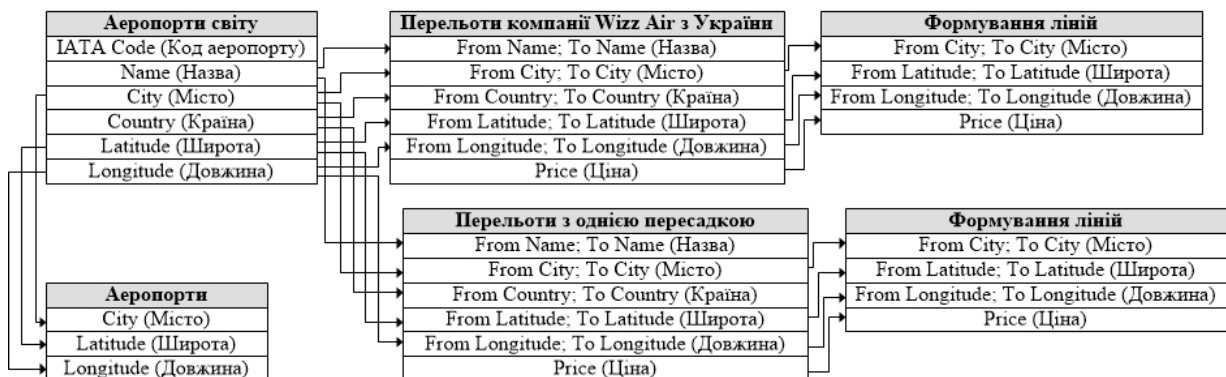 Аеропорти світу
IATA Code (Код аеропорту)
Name (Назва)
City (Місто)
Country (Країна)
Latitude (Широта)
Longitude (Довжина)
Перельоти компанії Wizz Air з України
From Name; To Name (Назва)
From City; To City (Місто)
From Country; To Country (Країна)
From Latitude; To Latitude (Широта)
From Longitude; To Longitude (Довжина)
Price (Ціна)
Формування ліній
From City; To City (Місто)
From Latitude; To Latitude (Широта)
From Longitude; To Longitude (Довжина)
Price (Ціна)
Аеропорти
City (Місто)
Latitude (Широта)
Longitude (Довжина)
Перельоти з однією пересадкою
From Name; To Name (Назва)
From City; To City (Місто)
From Country; To Country (Країна)
From Latitude; To Latitude (Широта)
From Longitude; To Longitude (Довжина)
Price (Ціна)
Формування ліній
From City; To City (Місто)
From Latitude; To Latitude (Широта)
From Longitude; To Longitude (Довжина)
Price (Ціна)